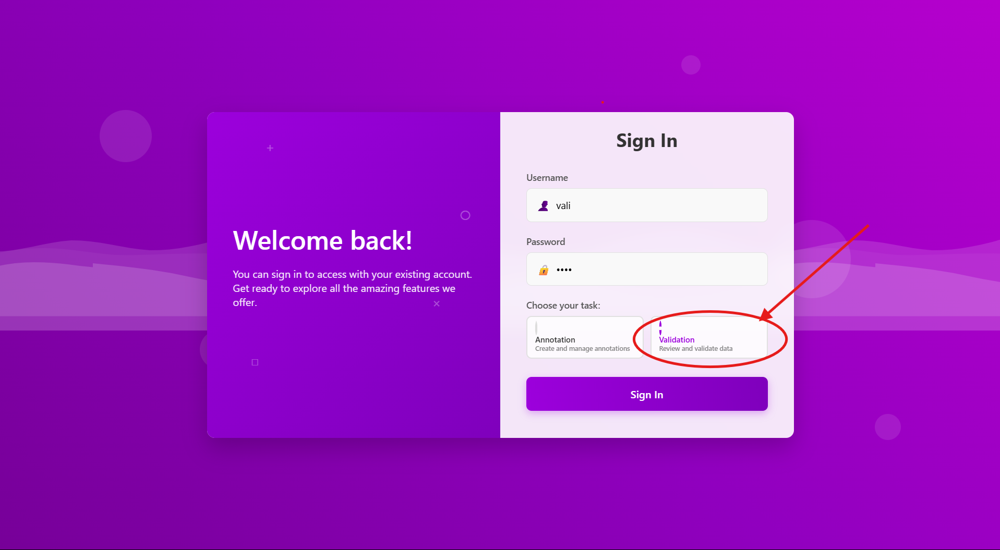 Welcome back!
You can sign in to access with your existing account.
Get ready to explore all the amazing features we
offer.
Sign In
Username
vali
Password
••••
Choose your task:
Annotation
Create and manage annotations
Validation
Review and validate data
Sign In